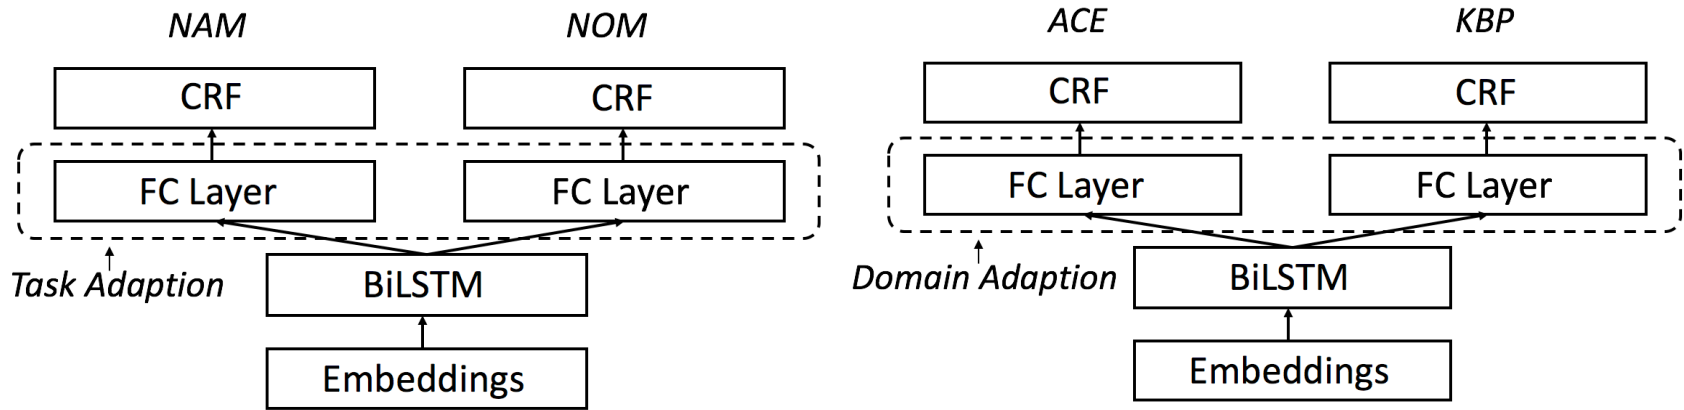 NAM
NOM
CRF
CRF
FC Layer
FC Layer
Task Adaption
BiLSTM
Embeddings
ACE
KBP
CRF
CRF
FC Layer
FC Layer
Domain Adaption
BiLSTM
Embeddings